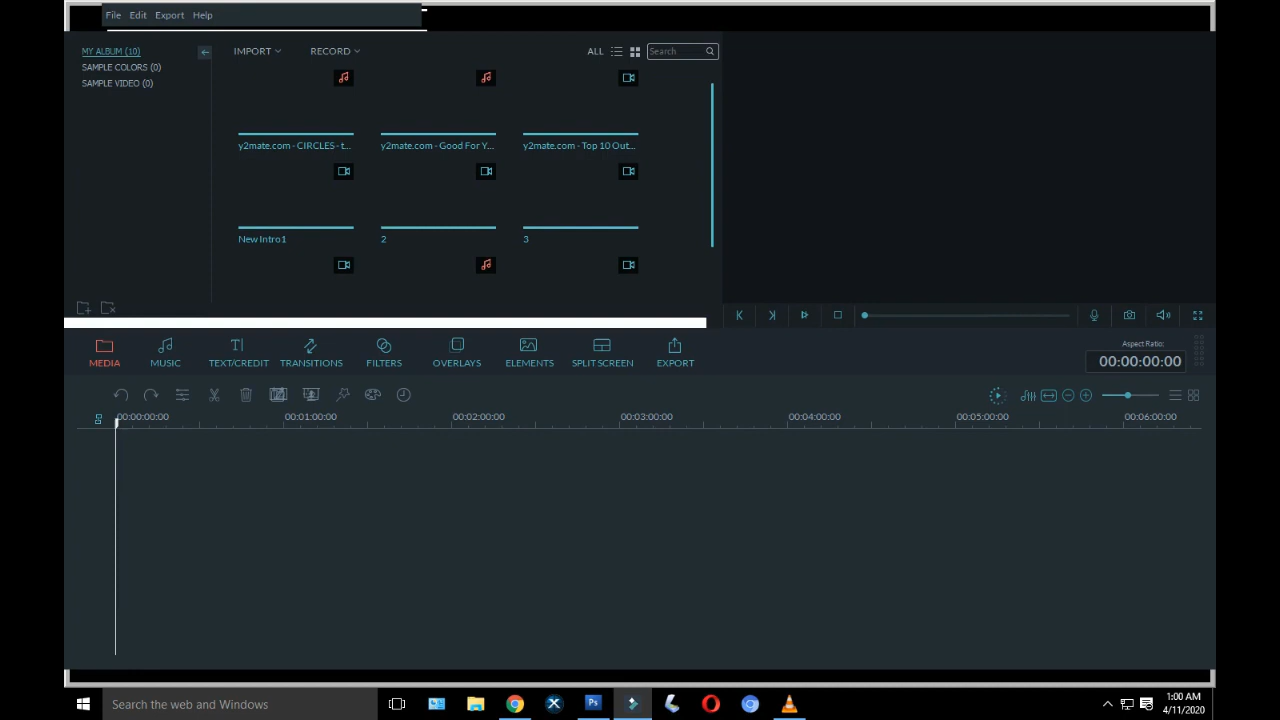 File Edit Export Help
MY ALBUM (10)
SAMPLE COLORS (0)
SAMPLE VIDEO (0)
IMPORT RECORD ALL Search
y2mate.com - CIRCLES - t... y2mate.com - Good For Y... y2mate.com - Top 10 Out...
New Intro1 2 3
MEDIA MUSIC TEXT/CREDIT TRANSITIONS FILTERS OVERLAYS ELEMENTS SPLIT SCREEN EXPORT
Aspect Ratio:
00:00:00:00
00:00:00:00 00:01:00:00 00:02:00:00 00:03:00:00 00:04:00:00 00:05:00:00 00:06:00:00
Search the web and Windows
Ps
1:00 AM
4/11/2020